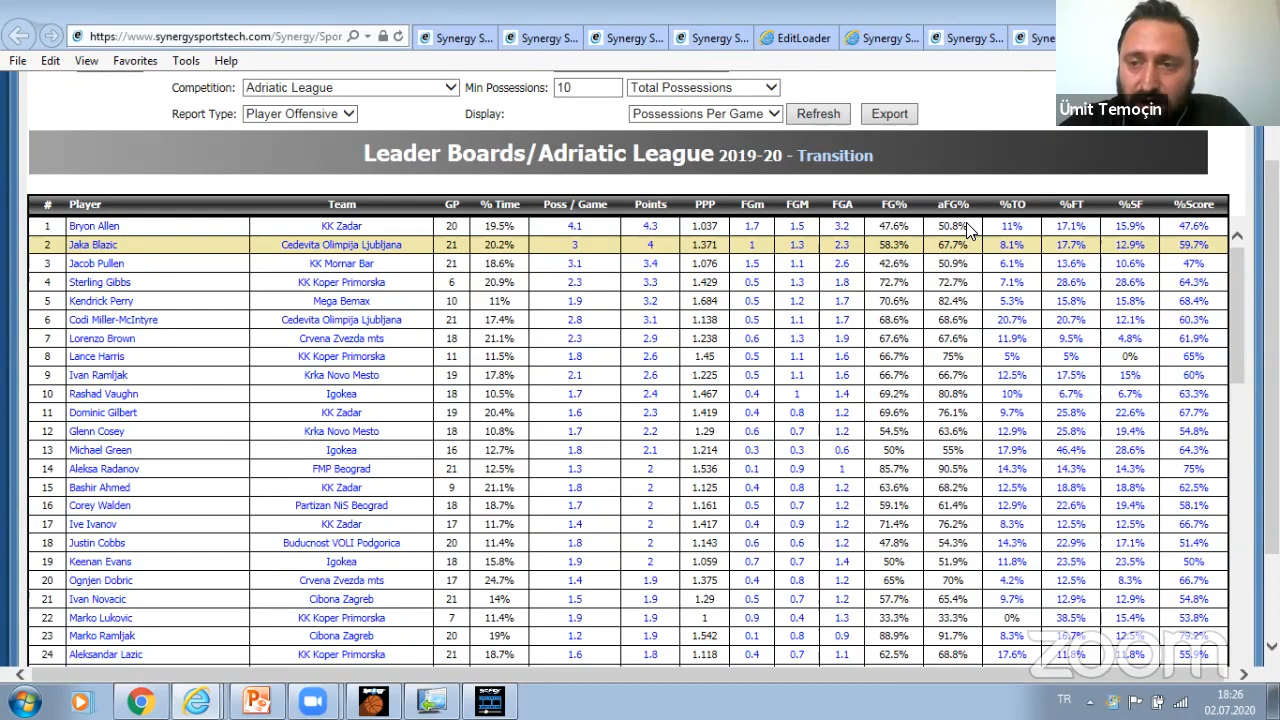 https://www.synergysportstech.com/Synergy/Spor
Synergy S...
Synergy S...
Synergy S...
Synergy S...
EditLoader
Synergy S...
Synergy S...
Syn
File Edit View Favorites Tools Help
Ümit Temoçin
Competition: Adriatic League Min Possessions: 10 Total Possessions
Report Type: Player Offensive Display: Possessions Per Game Refresh Export
Leader Boards/Adriatic League 2019-20 - Transition
# Player Team GP % Time Poss / Game Points PPP FGm FGM FGA FG% aFG% %TO %FT %SF %Score
1 Bryon Allen KK Zadar 20 19.5% 4.1 4.3 1.037 1.7 1.5 3.2 47.6% 50.8% 11% 17.1% 15.9% 47.6%
2 Jaka Blazic Cedevita Olimpija Ljubljana 21 20.2% 3 4 1.371 1 1.3 2.3 58.3% 67.7% 8.1% 17.7% 12.9% 59.7%
3 Jacob Pullen KK Mornar Bar 21 18.6% 3.1 3.4 1.076 1.5 1.1 2.6 42.6% 50.9% 6.1% 13.6% 10.6% 47%
4 Sterling Gibbs KK Koper Primorska 6 20.9% 2.3 3.3 1.429 0.5 1.3 1.8 72.7% 72.7% 7.1% 28.6% 28.6% 64.3%
5 Kendrick Perry Mega Bemax 10 11% 1.9 3.2 1.684 0.5 1.2 1.7 70.6% 82.4% 5.3% 15.8% 15.8% 68.4%
6 Codi Miller-McIntyre Cedevita Olimpija Ljubljana 21 17.4% 2.8 3.1 1.138 0.5 1.1 1.7 68.6% 68.6% 20.7% 20.7% 12.1% 60.3%
7 Lorenzo Brown Crvena Zvezda mts 18 21.1% 2.3 2.9 1.238 0.6 1.3 1.9 67.6% 67.6% 11.9% 9.5% 4.8% 61.9%
8 Lance Harris KK Koper Primorska 11 11.5% 1.8 2.6 1.45 0.5 1.1 1.6 66.7% 75% 5% 5% 0% 65%
9 Ivan Ramljak Krka Novo Mesto 19 17.8% 2.1 2.6 1.225 0.5 1.1 1.6 66.7% 66.7% 12.5% 17.5% 15% 60%
10 Rashad Vaughn Igokea 18 10.5% 1.7 2.4 1.467 0.4 1 1.4 69.2% 80.8% 10% 6.7% 6.7% 63.3%
11 Dominic Gilbert KK Zadar 19 20.4% 1.6 2.3 1.419 0.4 0.8 1.2 69.6% 76.1% 9.7% 25.8% 22.6% 67.7%
12 Glenn Cosey Krka Novo Mesto 18 10.8% 1.7 2.2 1.29 0.6 0.7 1.2 54.5% 63.6% 12.9% 25.8% 19.4% 54.8%
13 Michael Green Igokea 16 12.7% 1.8 2.1 1.214 0.3 0.3 0.6 50% 55% 17.9% 46.4% 28.6% 64.3%
14 Aleksa Radanov FMP Beograd 21 12.5% 1.3 2 1.536 0.1 0.9 1 85.7% 90.5% 14.3% 14.3% 14.3% 75%
15 Bashir Ahmed KK Zadar 9 21.1% 1.8 2 1.125 0.4 0.8 1.2 63.6% 68.2% 12.5% 18.8% 18.8% 62.5%
16 Corey Walden Partizan NiS Beograd 18 18.7% 1.7 2 1.161 0.5 0.7 1.2 59.1% 61.4% 12.9% 22.6% 19.4% 58.1%
17 Ive Ivanov KK Zadar 19 11.7% 1.4 2 1.417 0.4 0.9 1.2 71.4% 76.2% 8.3% 12.5% 12.5% 66.7%
18 Justin Cobbs Buducnost VOLI Podgorica 20 11.4% 1.8 2 1.143 0.6 0.6 1.2 47.8% 54.3% 14.3% 22.9% 17.1% 51.4%
19 Keenan Evans Igokea 18 15.8% 1.9 2 1.059 0.7 0.7 1.4 50% 51.9% 11.8% 23.5% 23.5% 50%
20 Ognjen Dobric Crvena Zvezda mts 17 24.7% 1.4 1.9 1.375 0.4 0.8 1.2 65% 70% 4.2% 12.5% 8.3% 66.7%
21 Ivan Novacic Cibona Zagreb 21 14% 1.5 1.9 1.29 0.5 0.7 1.2 57.7% 65.4% 9.7% 12.9% 12.9% 54.8%
22 Marko Lukovic KK Koper Primorska 7 11.4% 1.9 1.9 1 0.9 0.4 1.3 33.3% 33.3% 0% 38.5% 15.4% 53.8%
23 Marko Ramljak Cibona Zagreb 20 19% 1.2 1.9 1.542 0.1 0.8 0.9 88.9% 91.7% 8.3% 16.7% 12.5% 79.2%
24 Aleksandar Lazic KK Koper Primorska 21 18.7% 1.6 1.8 1.118 0.4 0.7 1.1 62.5% 68.8% 17.6% 11.8% 11.8% 55.9%
zoom
TR
18:26
02.07.2020